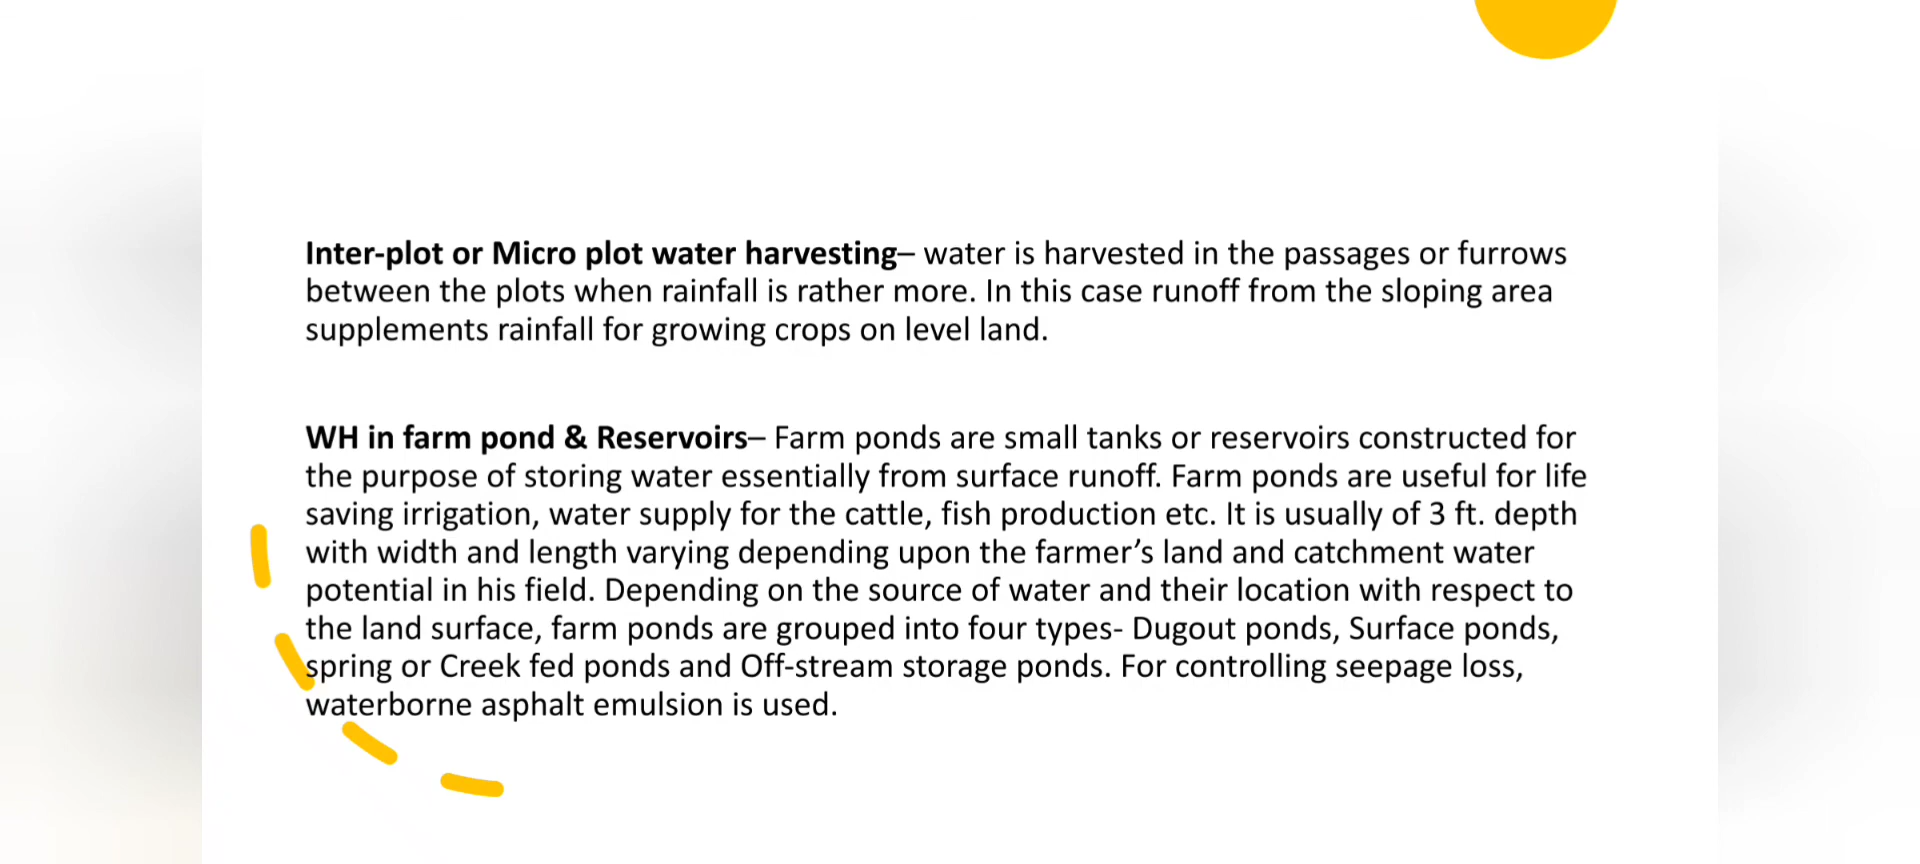 Inter-plot or Micro plot water harvesting– water is harvested in the passages or furrows
between the plots when rainfall is rather more. In this case runoff from the sloping area
supplements rainfall for growing crops on level land.
WH in farm pond & Reservoirs– Farm ponds are small tanks or reservoirs constructed for
the purpose of storing water essentially from surface runoff. Farm ponds are useful for life
saving irrigation, water supply for the cattle, fish production etc. It is usually of 3 ft. depth
with width and length varying depending upon the farmer’s land and catchment water
potential in his field. Depending on the source of water and their location with respect to
the land surface, farm ponds are grouped into four types- Dugout ponds, Surface ponds,
spring or Creek fed ponds and Off-stream storage ponds. For controlling seepage loss,
waterborne asphalt emulsion is used.